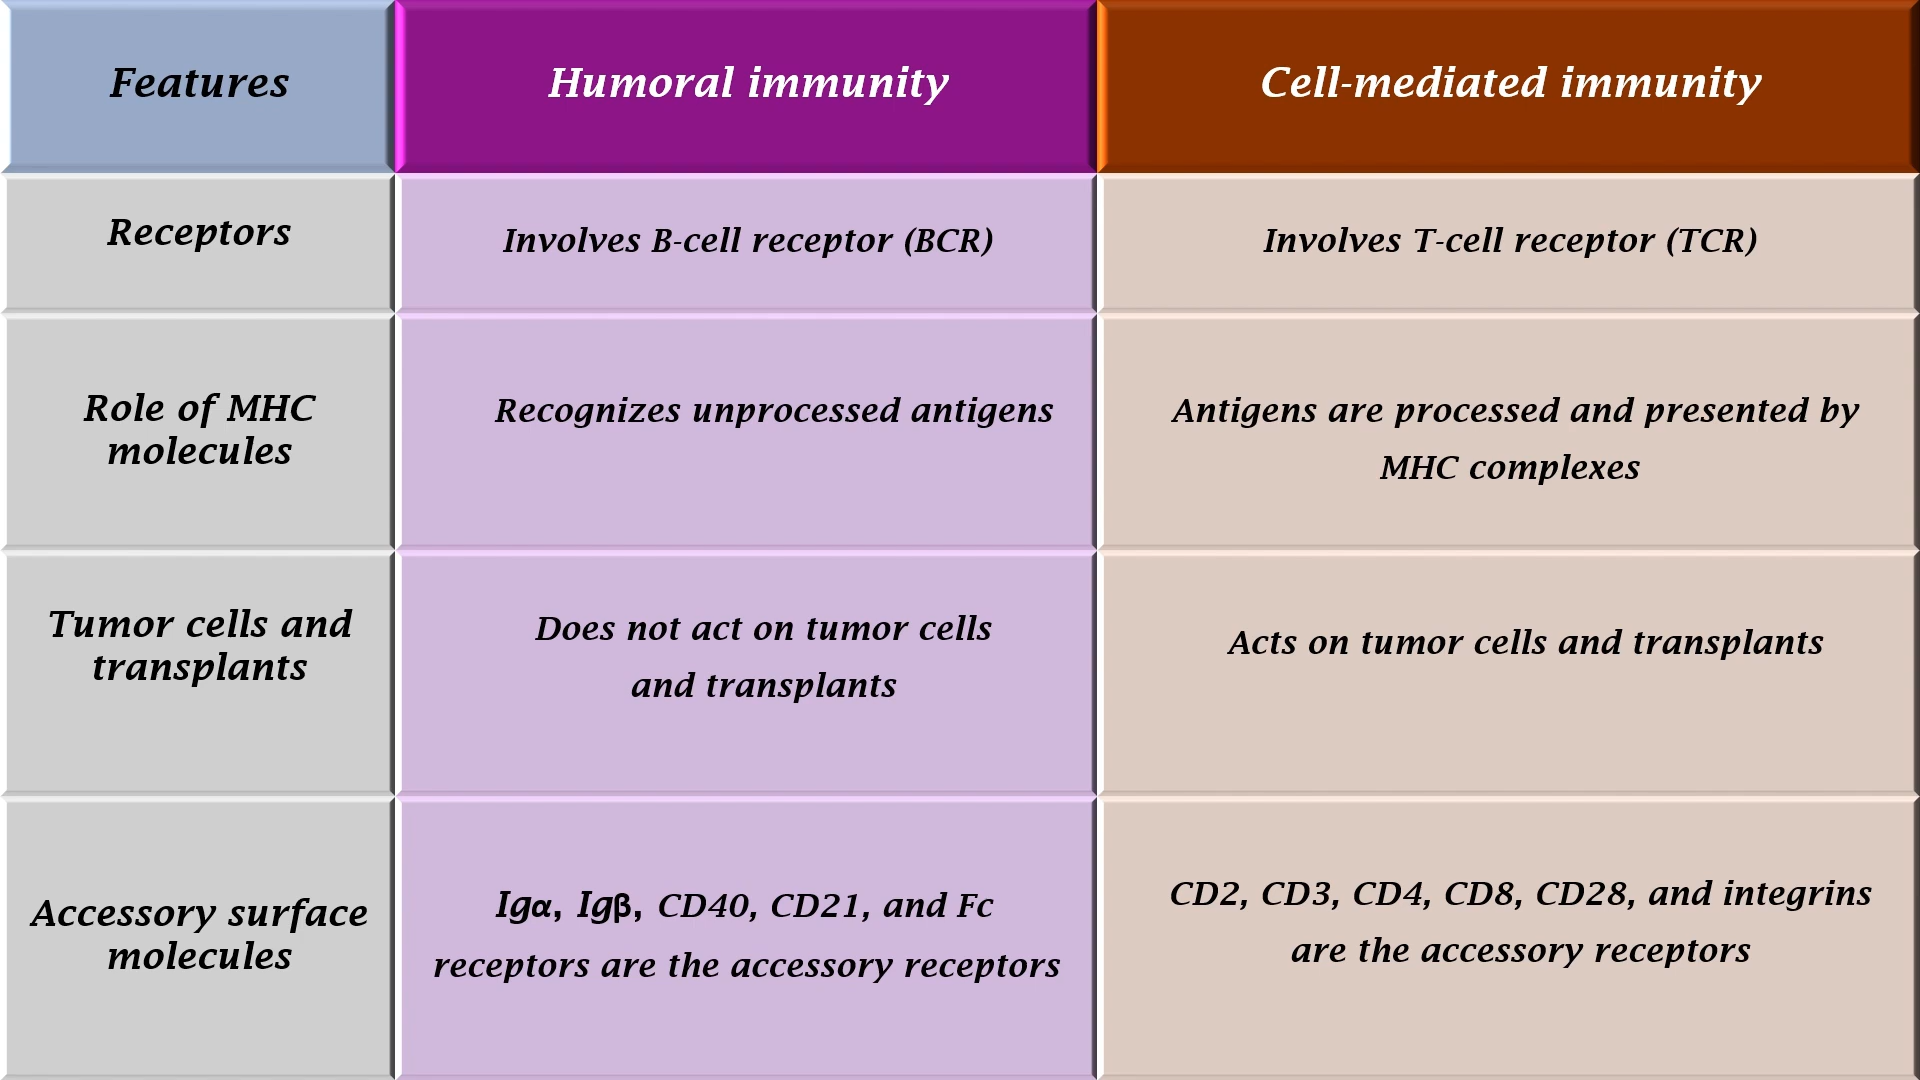 Features
Humoral immunity
Cell-mediated immunity
Receptors
Involves B-cell receptor (BCR)
Involves T-cell receptor (TCR)
Role of MHC
molecules
Recognizes unprocessed antigens
Antigens are processed and presented by
MHC complexes
Tumor cells and
transplants
Does not act on tumor cells
and transplants
Acts on tumor cells and transplants
Accessory surface
molecules
Igα, Igβ, CD40, CD21, and Fc
receptors are the accessory receptors
CD2, CD3, CD4, CD8, CD28, and integrins
are the accessory receptors